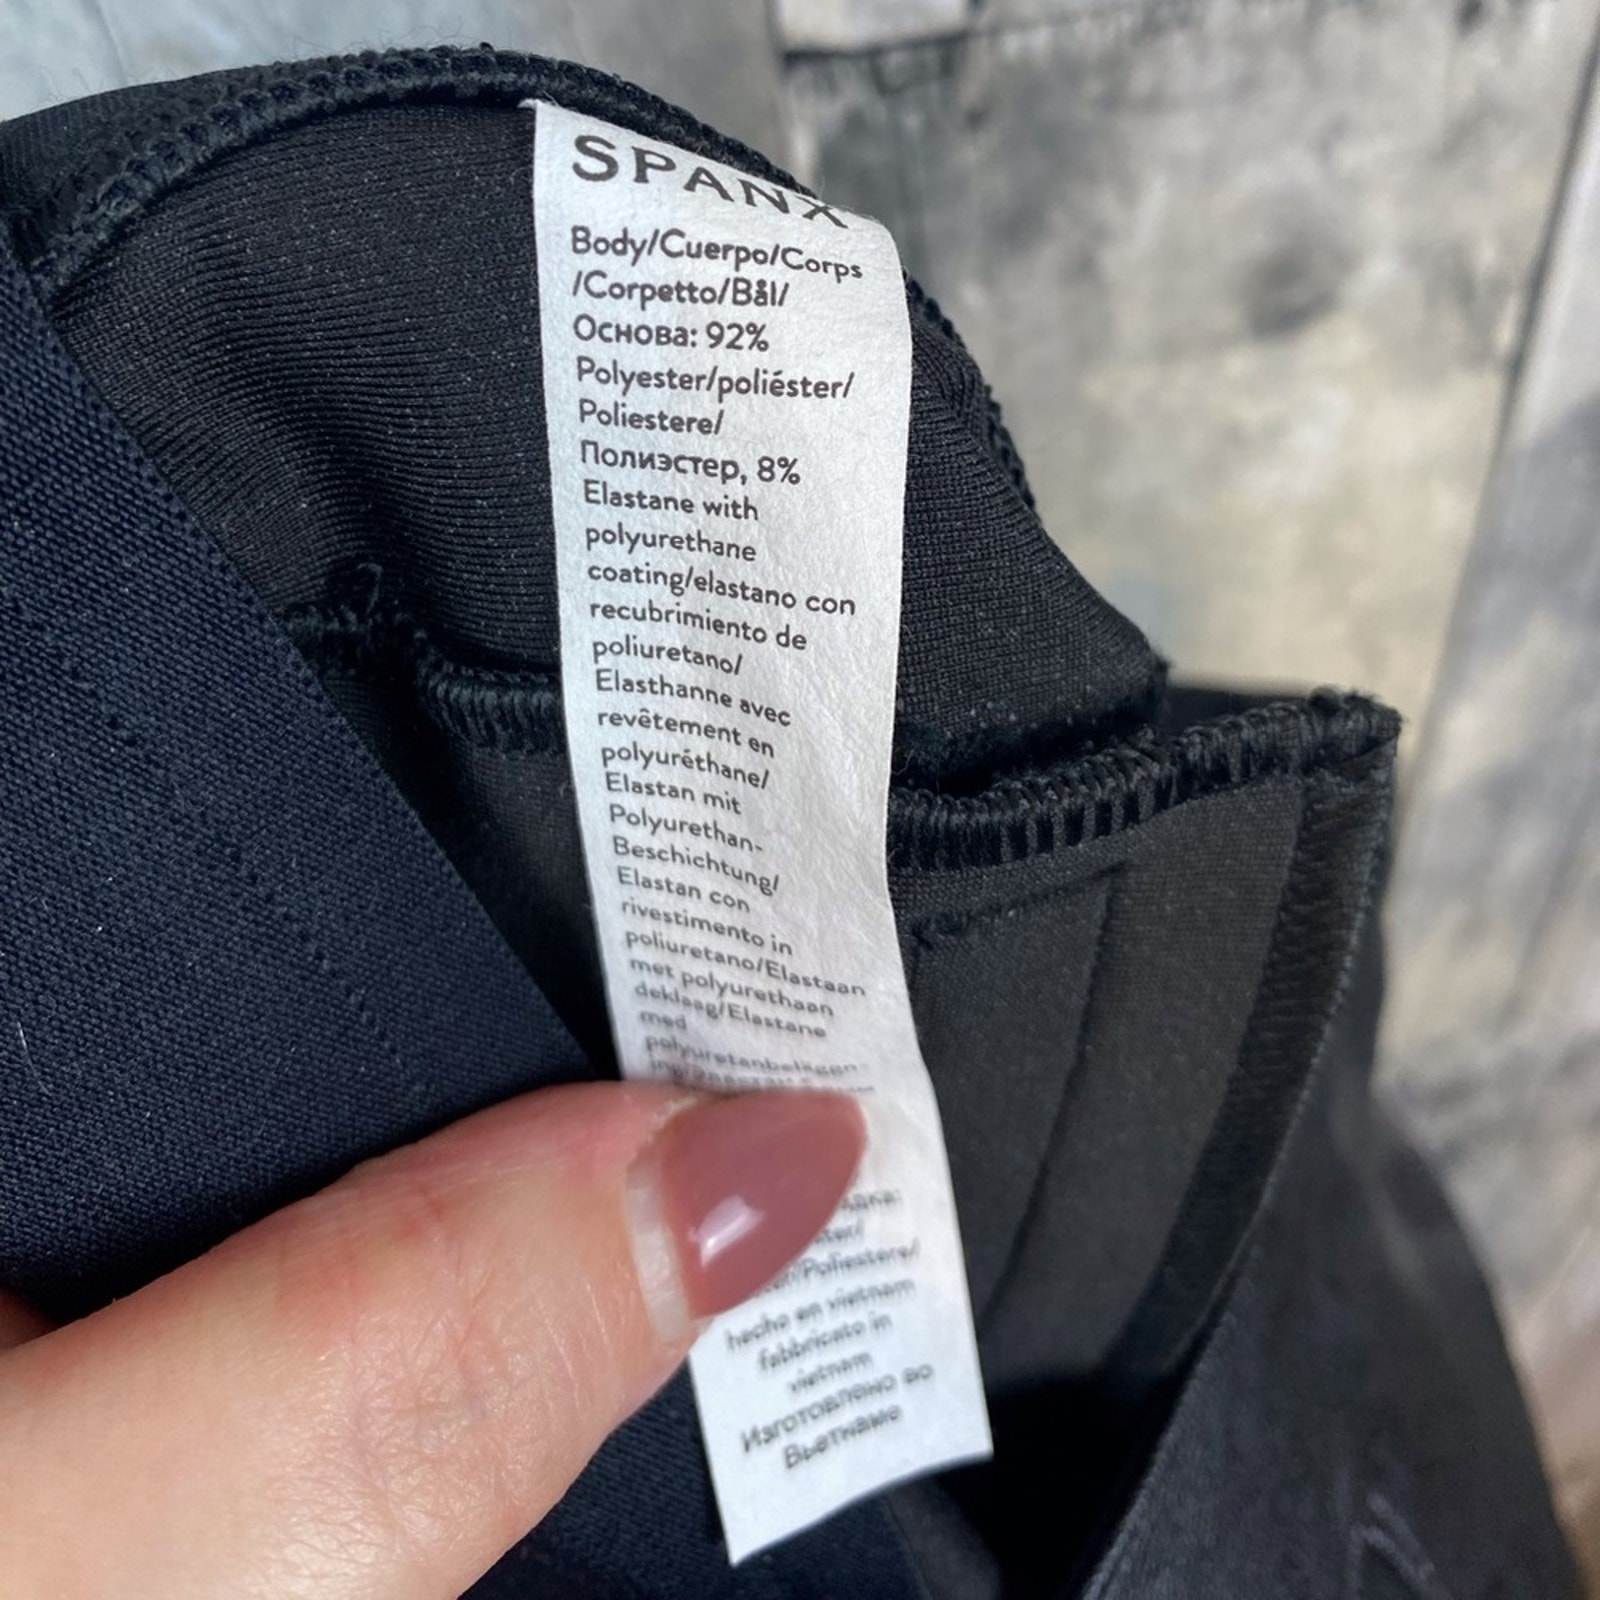 SPANX
Body/Cuerpo/Corps
/Corpetto/Bål/
Основа: 92%
Polyester/poliéster/
Poliestere/
Полиэстер, 8%
Elastane with
polyurethane
coating/elastano con
recubrimiento de
poliuretano/
Elasthanne avec
revêtement en
polyuréthane/
Elastan mit
Polyurethan-
Beschichtung/
Elastan con
rivestimento in
poliuretano/Elastaan
met polyurethaan
deklaag/Elastane
med
polyuretanbeläggn-
/Poliestere/
hecho en vietnam
fabbricato in
vietnam
Изготовлено во
Вьетнаме